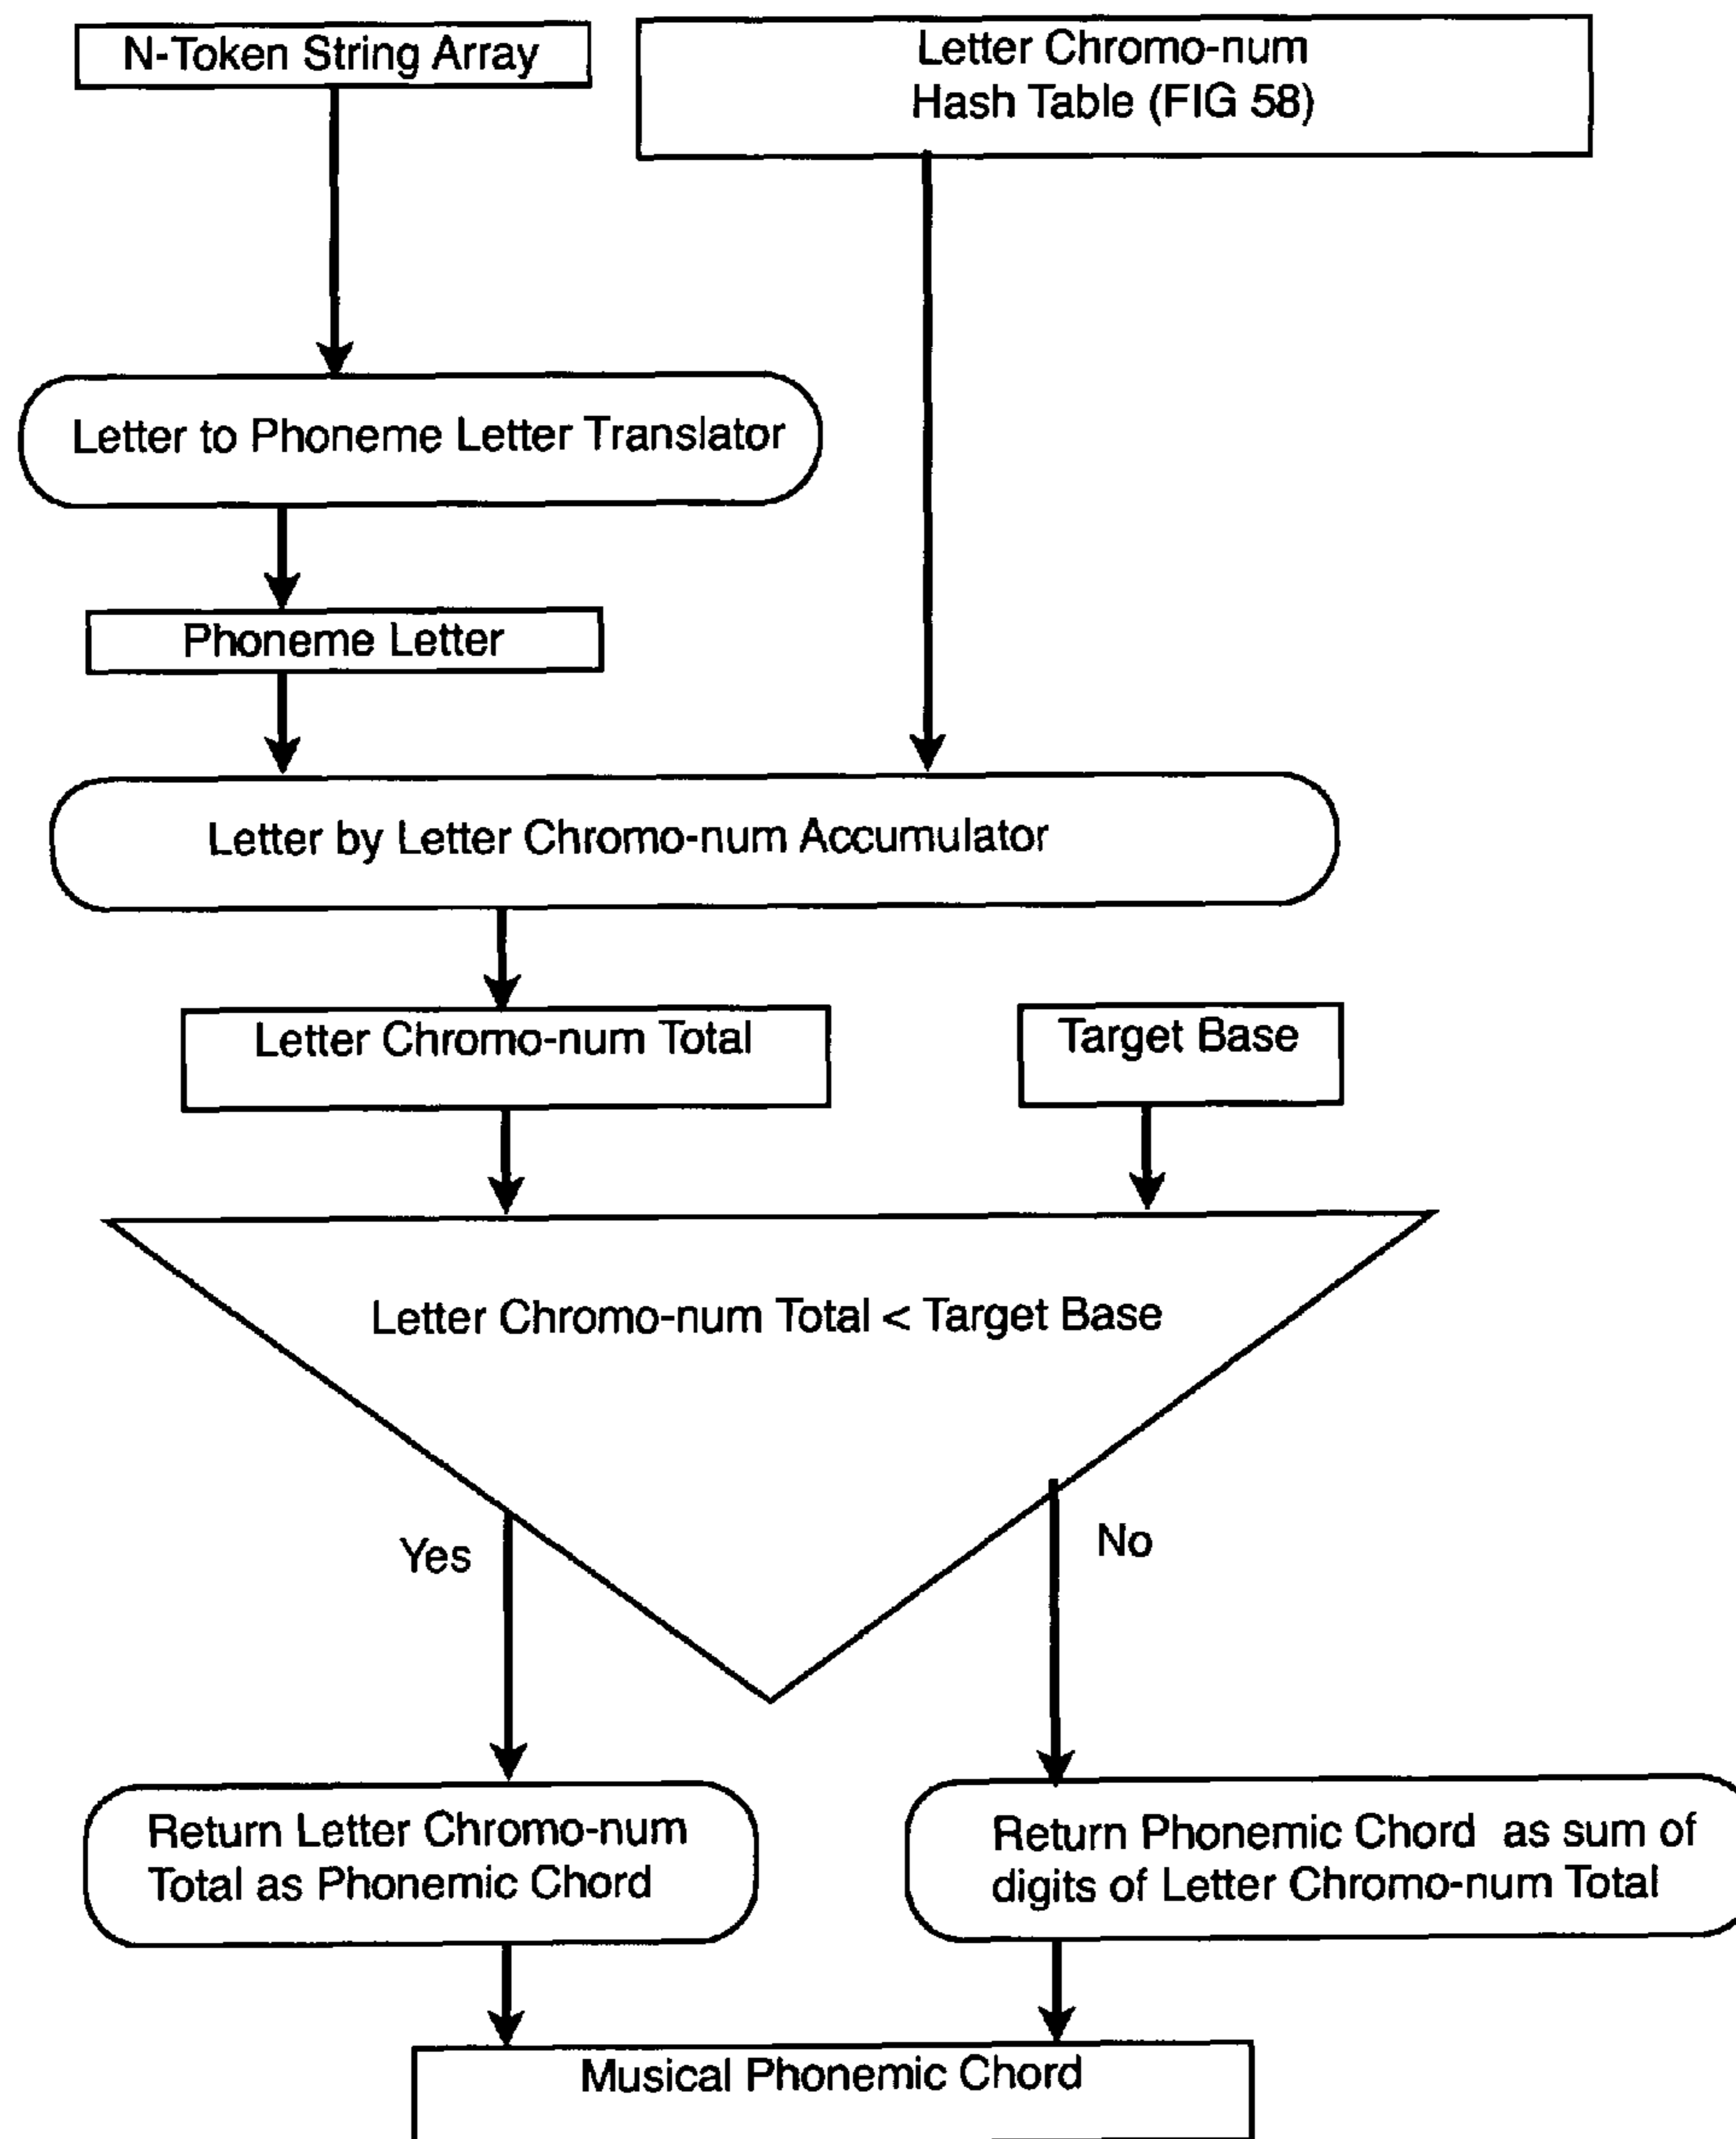 N-Token String Array
Letter Chromo-num
Hash Table (FIG 58)
Letter to Phoneme Letter Translator
Phoneme Letter
Letter by Letter Chromo-num Accumulator
Letter Chromo-num Total
Target Base
Letter Chromo-num Total < Target Base
Yes
No
Return Letter Chromo-num
Total as Phonemic Chord
Return Phonemic Chord as sum of
digits of Letter Chromo-num Total
Musical Phonemic Chord